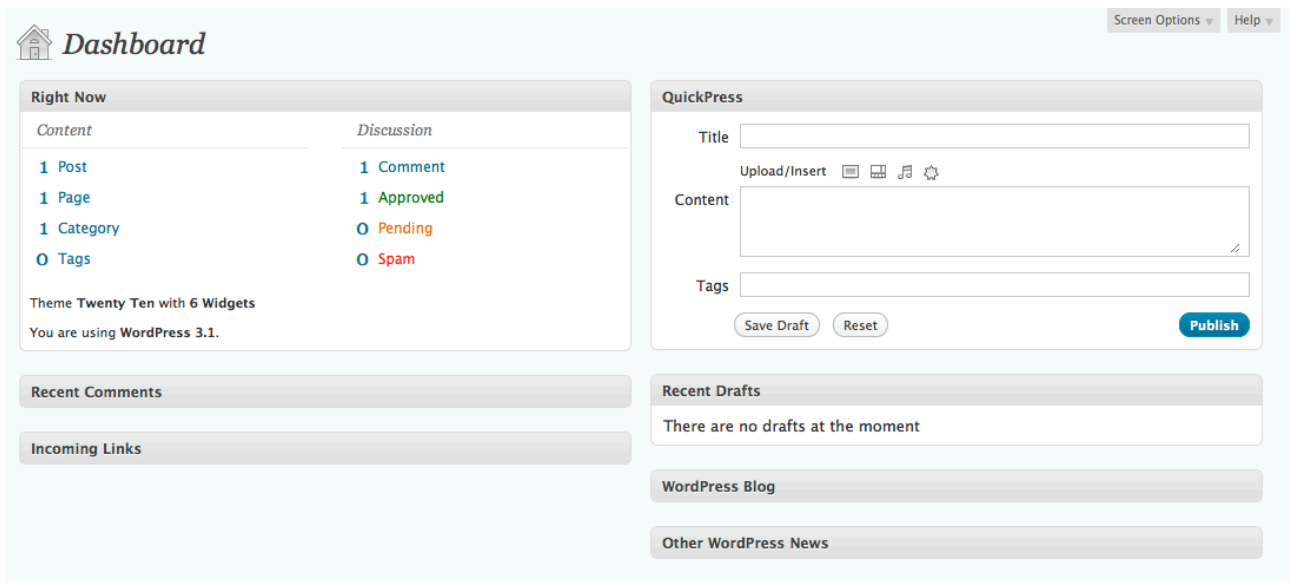 Screen Options Help
Dashboard
Right Now
Content Discussion
1 Post 1 Comment
1 Page 1 Approved
1 Category 0 Pending
0 Tags 0 Spam
Theme Twenty Ten with 6 Widgets
You are using WordPress 3.1.
Recent Comments
Incoming Links
QuickPress
Title
Upload/Insert
Content
Tags
Save Draft Reset Publish
Recent Drafts
There are no drafts at the moment
WordPress Blog
Other WordPress News